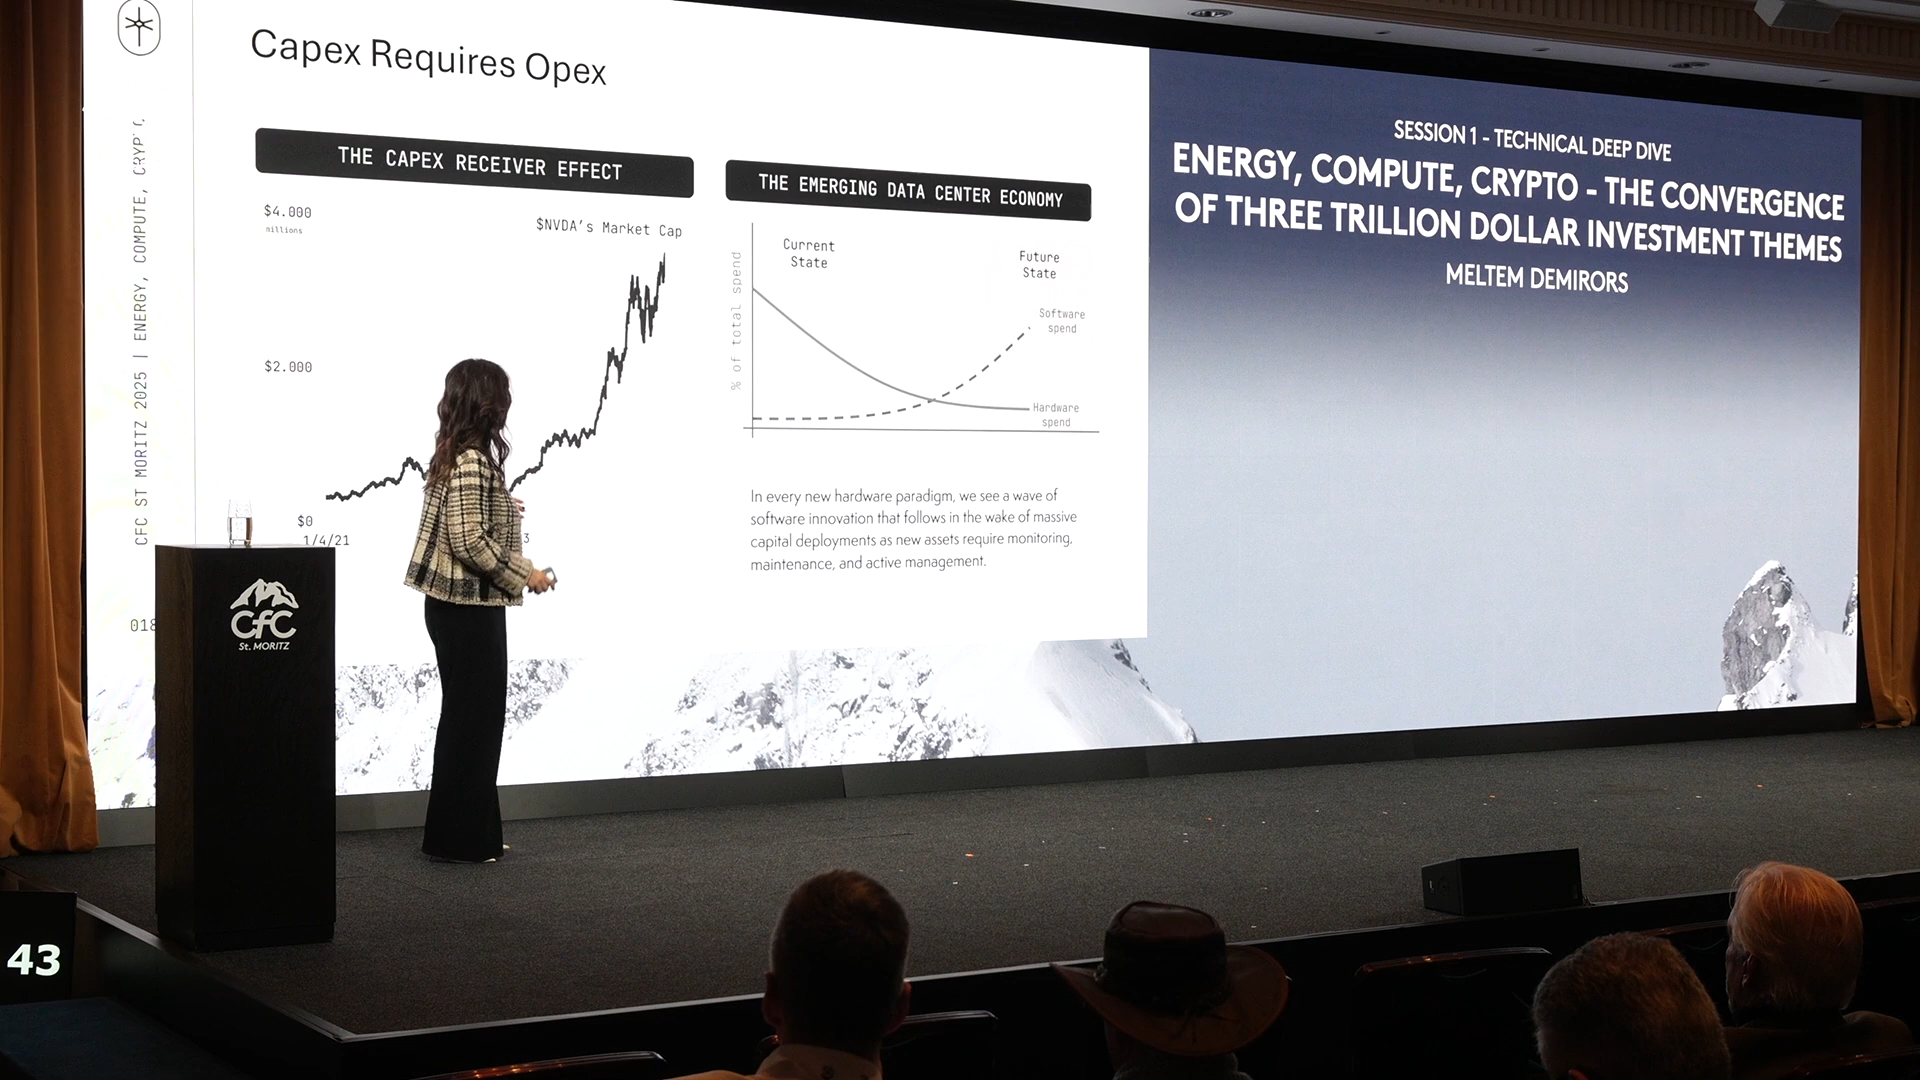 Capex Requires Opex
THE CAPEX RECEIVER EFFECT
$4.000
millions
$NVDA's Market Cap
$2.000
$0
1/4/21
3
THE EMERGING DATA CENTER ECONOMY
% of total spend
Current
State
Future
State
Software
spend
Hardware
spend
In every new hardware paradigm, we see a wave of
software innovation that follows in the wake of massive
capital deployments as new assets require monitoring,
maintenance, and active management.
CFC ST MORITZ 2025 | ENERGY, COMPUTE,
018
SESSION 1 - TECHNICAL DEEP DIVE
ENERGY, COMPUTE, CRYPTO - THE CONVERGENCE
OF THREE TRILLION DOLLAR INVESTMENT THEMES
MELTEM DEMIRORS
CfC
St. MORITZ
43